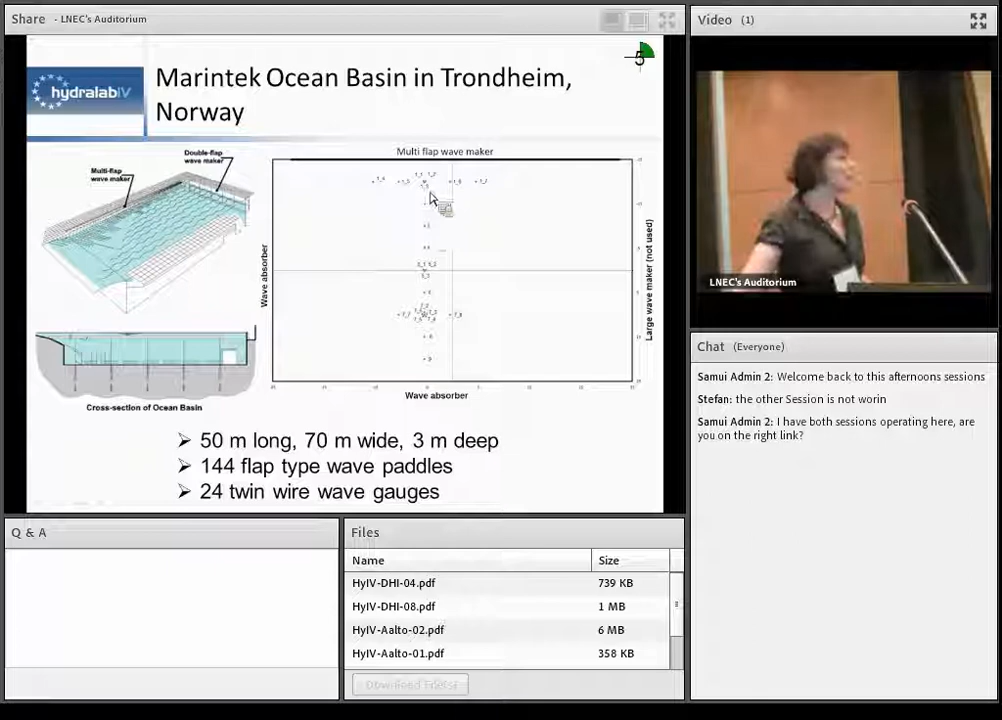 Share - LNEC's Auditorium
5
hydralabIV
Marintek Ocean Basin in Trondheim,
Norway
Double-flap
wave maker
Multi-flap
wave maker
Cross-section of Ocean Basin
Multi flap wave maker
Wave absorber
Large wave maker (not used)
Wave absorber
➢ 50 m long, 70 m wide, 3 m deep
➢ 144 flap type wave paddles
➢ 24 twin wire wave gauges
Video (1)
LNEC's Auditorium
Chat (Everyone)
Samui Admin 2: Welcome back to this afternoons sessions
Stefan: the other Session is not worin
Samui Admin 2: I have both sessions operating here, are
you on the right link?
Q & A
Files
Name Size
HyIV-DHI-04.pdf 739 KB
HyIV-DHI-08.pdf 1 MB
HyIV-Aalto-02.pdf 6 MB
HyIV-Aalto-01.pdf 358 KB